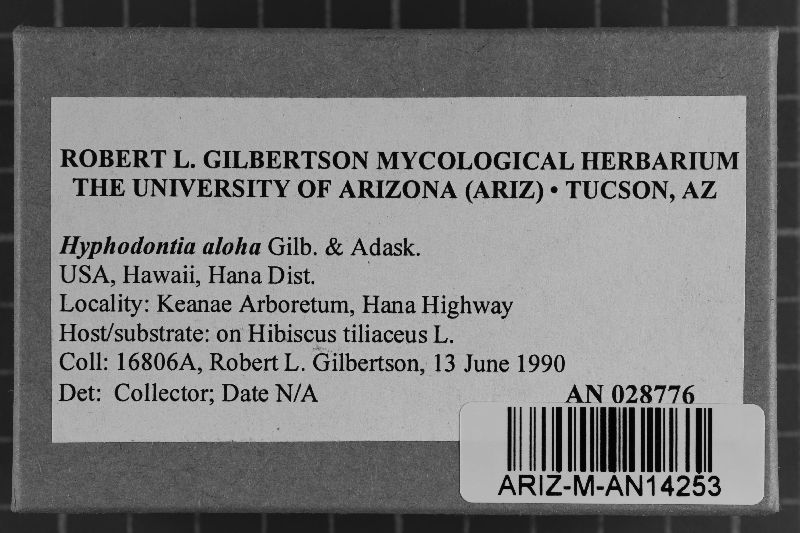 ROBERT L. GILBERTSON MYCOLOGICAL HERBARIUM
THE UNIVERSITY OF ARIZONA (ARIZ) • TUCSON, AZ
Hyphodontia aloha Gilb. & Adask.
USA, Hawaii, Hana Dist.
Locality: Keanae Arboretum, Hana Highway
Host/substrate: on Hibiscus tiliaceus L.
Coll: 16806A, Robert L. Gilbertson, 13 June 1990
Det: Collector; Date N/A
AN 028776
ARIZ-M-AN14253